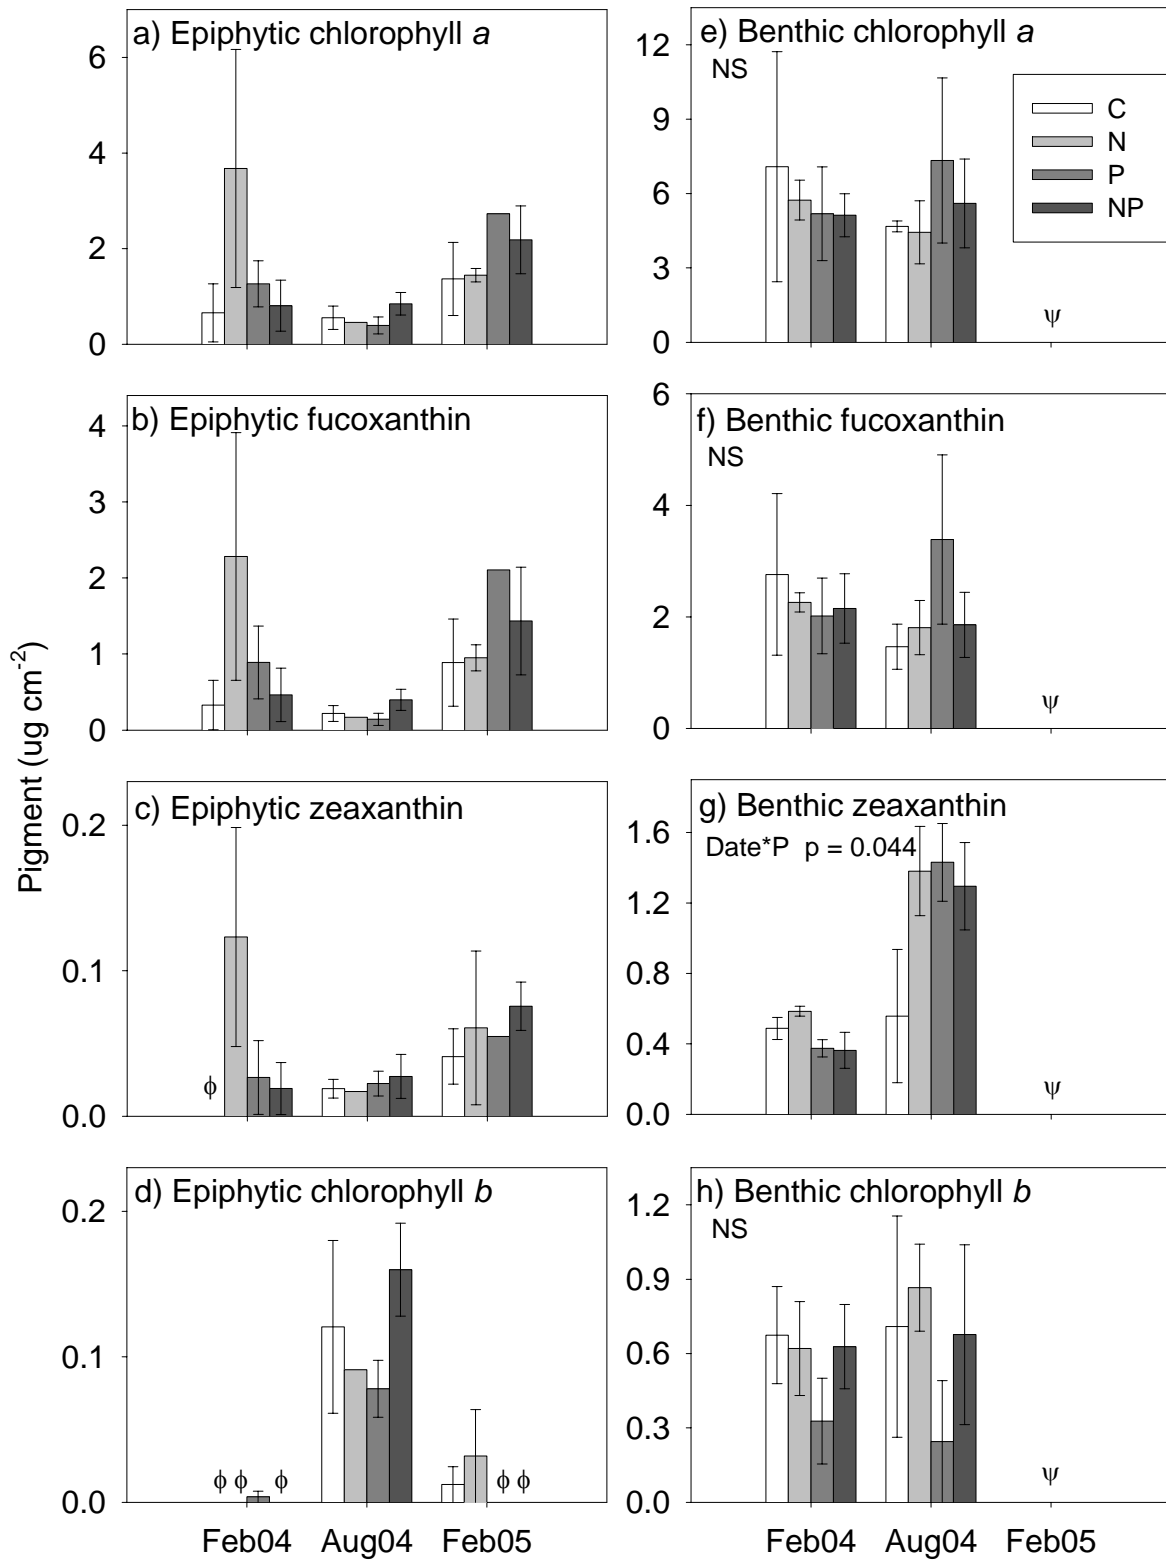 Pigment (ug cm-2)
a) Epiphytic chlorophyll a
6
4
2
0
b) Epiphytic fucoxanthin
4
3
2
1
0
c) Epiphytic zeaxanthin
0.2
0.1
0.0
ϕ
d) Epiphytic chlorophyll b
0.2
0.1
0.0
ϕ ϕ ϕ ϕ ϕ
Feb04 Aug04 Feb05
e) Benthic chlorophyll a
NS
12
9
6
3
0
C
N
P
NP
ψ
f) Benthic fucoxanthin
NS
6
4
2
0
ψ
g) Benthic zeaxanthin
Date*P p = 0.044
1.6
1.2
0.8
0.4
0.0
ψ
h) Benthic chlorophyll b
NS
1.2
0.9
0.6
0.3
0.0
ψ
Feb04 Aug04 Feb05